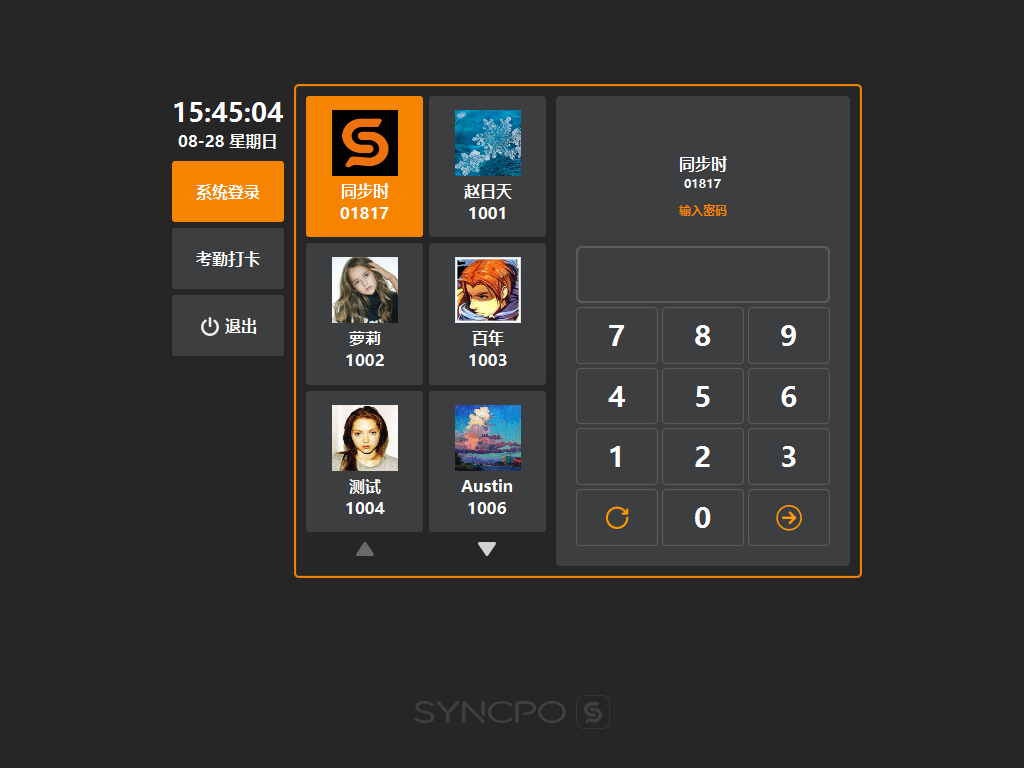 15:45:04
08-28 星期日
系统登录
考勤打卡
退出
同步时
01817
赵日天
1001
萝莉
1002
百年
1003
测试
1004
Austin
1006
同步时
01817
输入密码
7 8 9
4 5 6
1 2 3
0
SYNCPO S